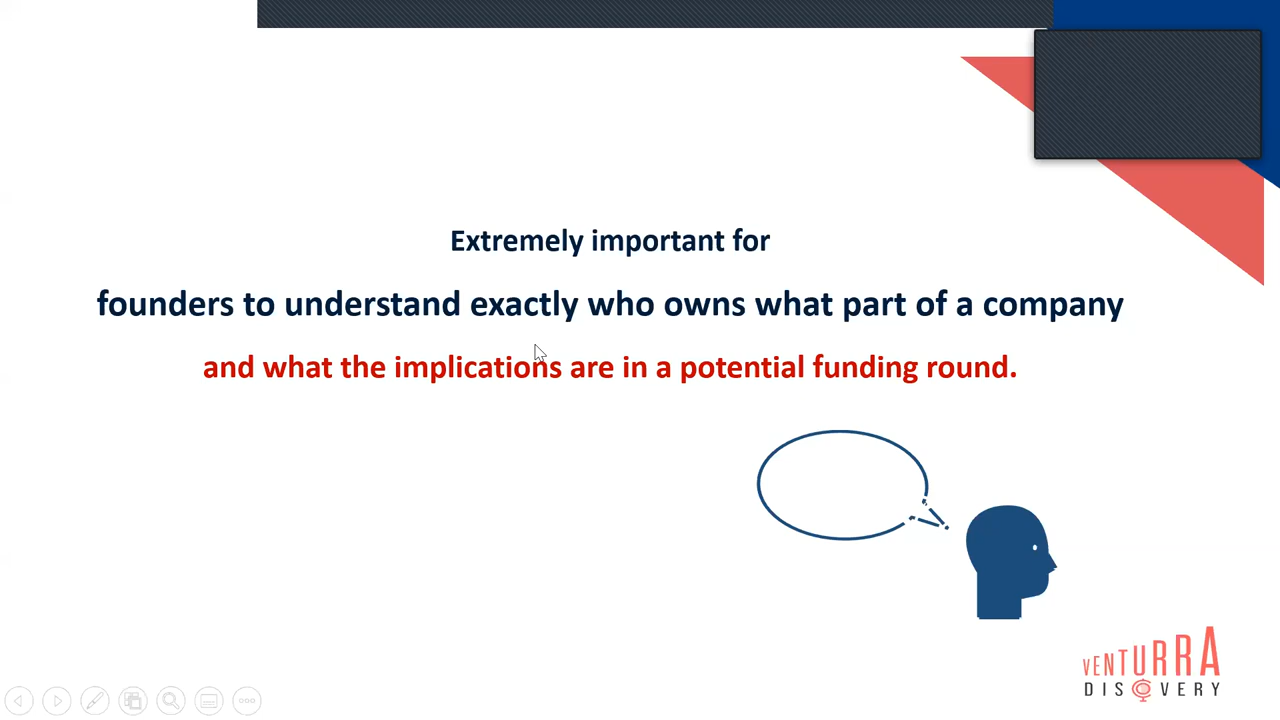 Extremely important for
founders to understand exactly who owns what part of a company
and what the implications are in a potential funding round.
VENTURRA
DISCOVERY